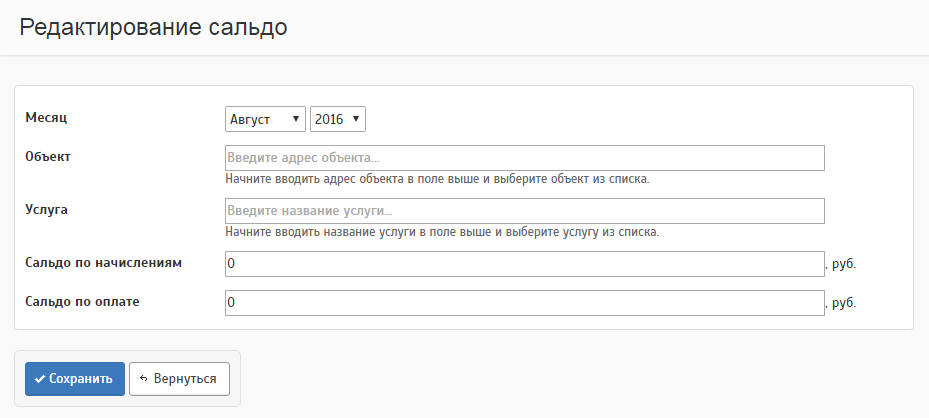 Редактирование сальдо
Месяц Август 2016
Объект Введите адрес объекта...
Начните вводить адрес объекта в поле выше и выберите объект из списка.
Услуга Введите название услуги...
Начните вводить название услуги в поле выше и выберите услугу из списка.
Сальдо по начислениям 0 , руб.
Сальдо по оплате 0 , руб.
Сохранить Вернуться